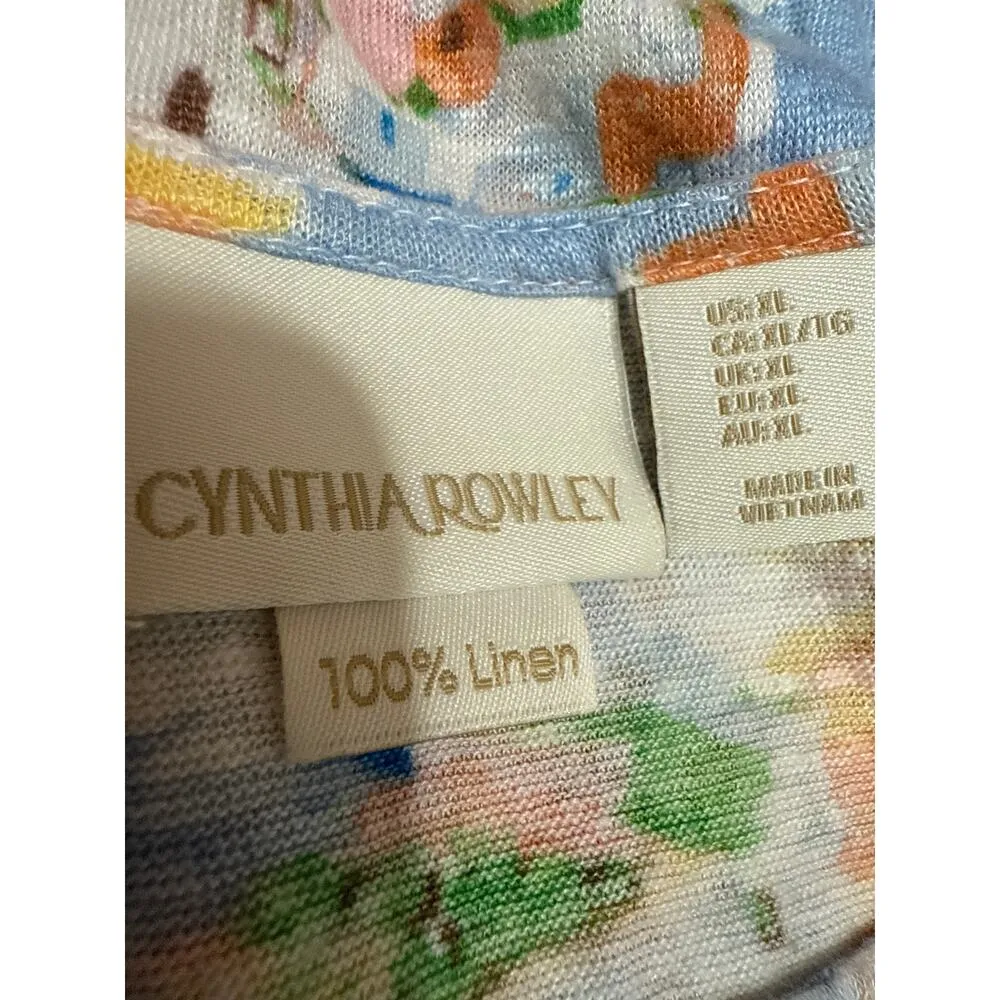 CYNTHIA ROWLEY
100% Linen
US: XL
CA: XL/TG
UK: XL
EU: XL
AU: XL
MADE IN
VIETNAM